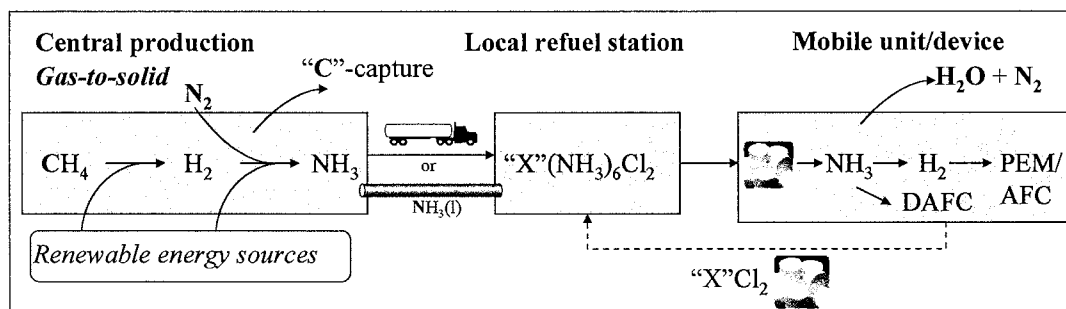 Central production
Gas-to-solid
N₂
"C"-capture
CH₄
H₂
NH₃
Renewable energy sources
or
NH₃(l)
Local refuel station
"X"(NH₃)₆Cl₂
Mobile unit/device
H₂O + N₂
NH₃
H₂
PEM/
AFC
DAFC
"X"Cl₂